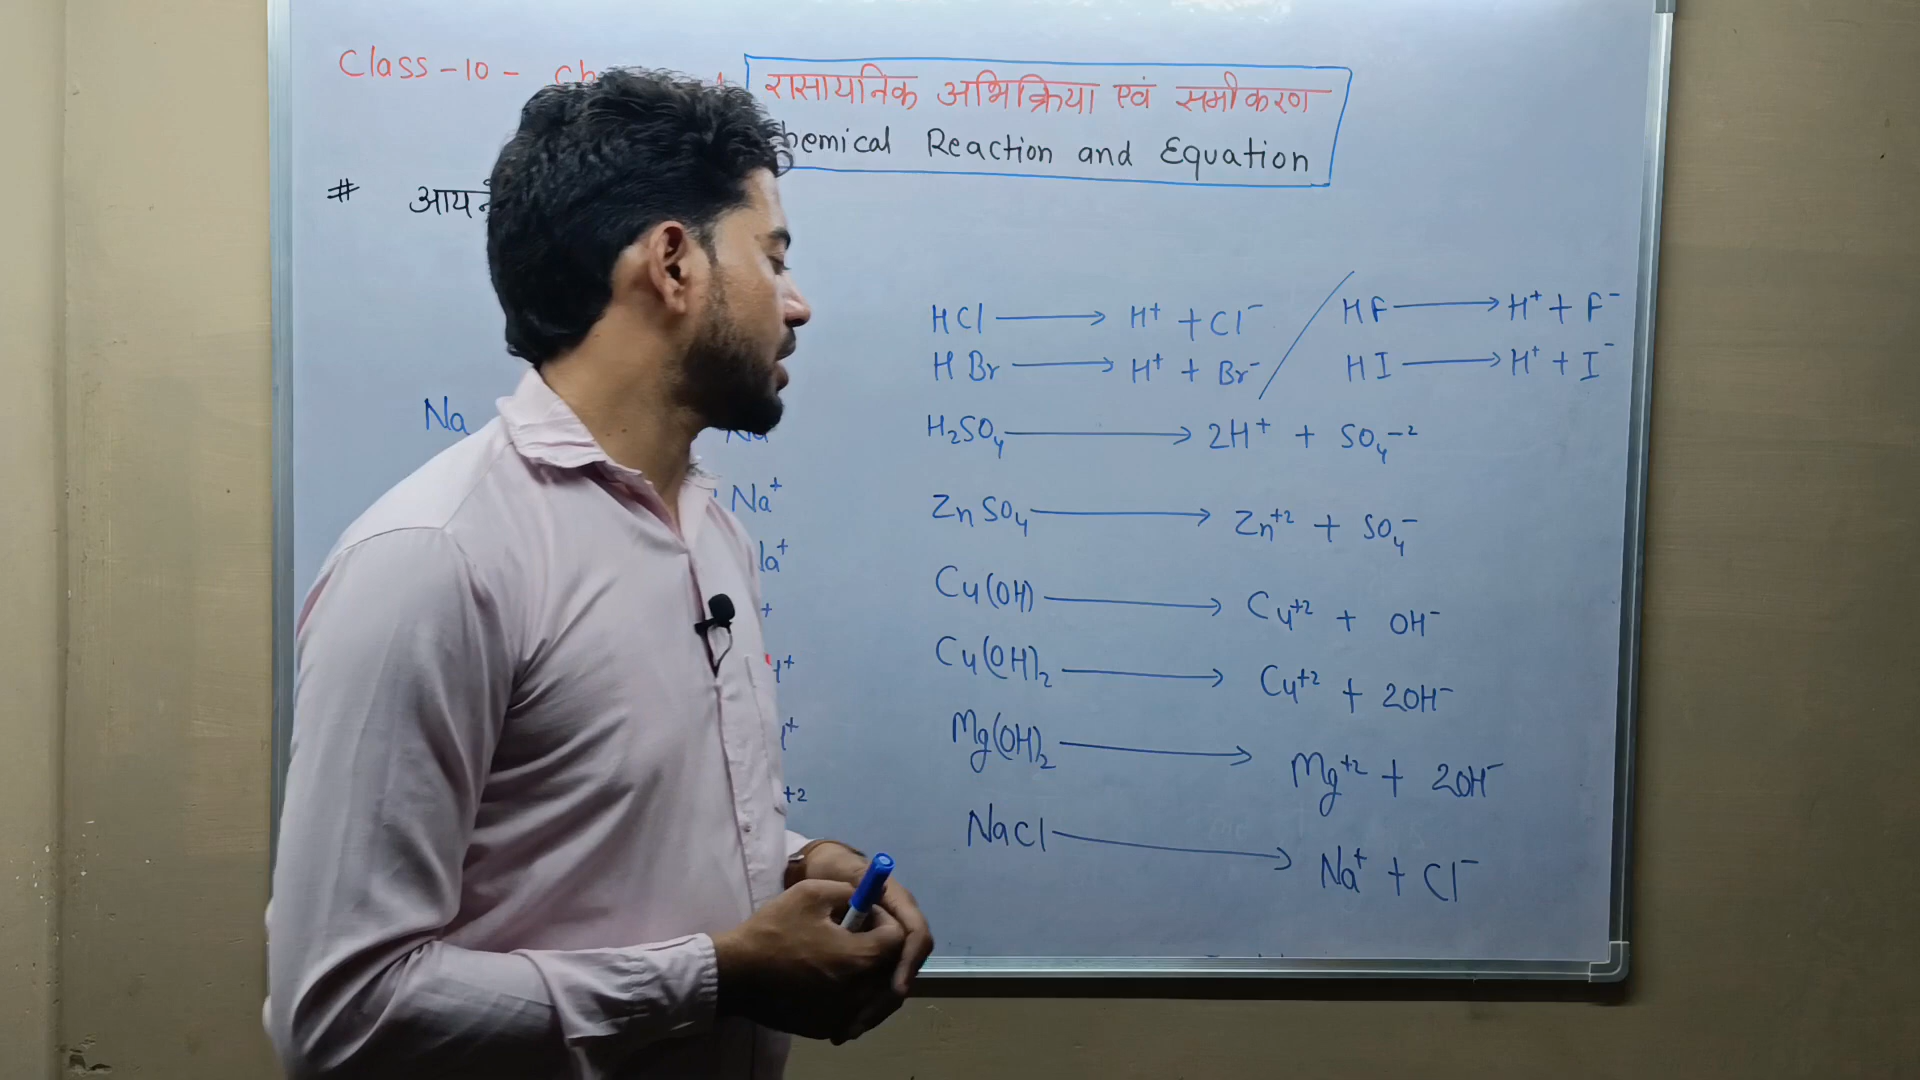 Class-10 -
रासायनिक अभिक्रिया एवं समीकरण
Chemical Reaction and Equation
#
HCl ⟶ H⁺ + Cl⁻ / HF ⟶ H⁺ + F⁻
HBr ⟶ H⁺ + Br⁻ / HI ⟶ H⁺ + I⁻
Na
H₂SO₄ ⟶ 2H⁺ + SO₄⁻²
Na⁺
ZnSO₄ ⟶ Zn⁺² + SO₄⁻
Cu(OH) ⟶ Cu⁺² + OH⁻
Cu(OH)₂ ⟶ Cu⁺² + 2OH⁻
Mg(OH)₂ ⟶ Mg⁺² + 2OH⁻
NaCl ⟶ Na⁺ + Cl⁻